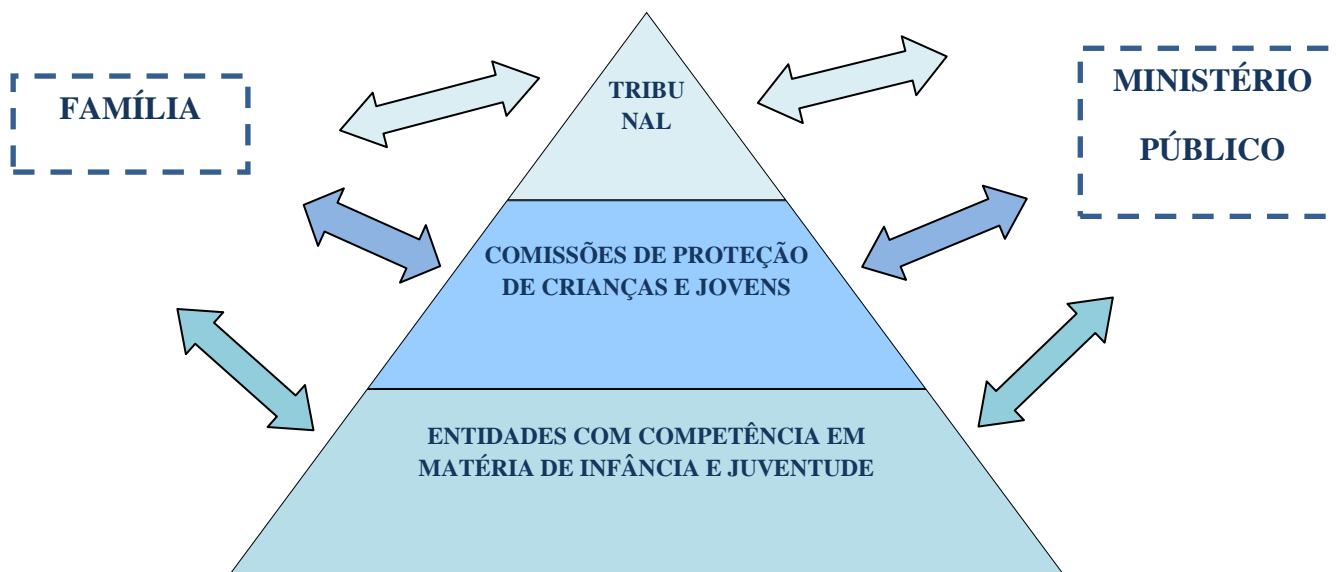 FAMÍLIA
TRIBU
NAL
MINISTÉRIO
PÚBLICO
COMISSÕES DE PROTEÇÃO
DE CRIANÇAS E JOVENS
ENTIDADES COM COMPETÊNCIA EM
MATÉRIA DE INFÂNCIA E JUVENTUDE